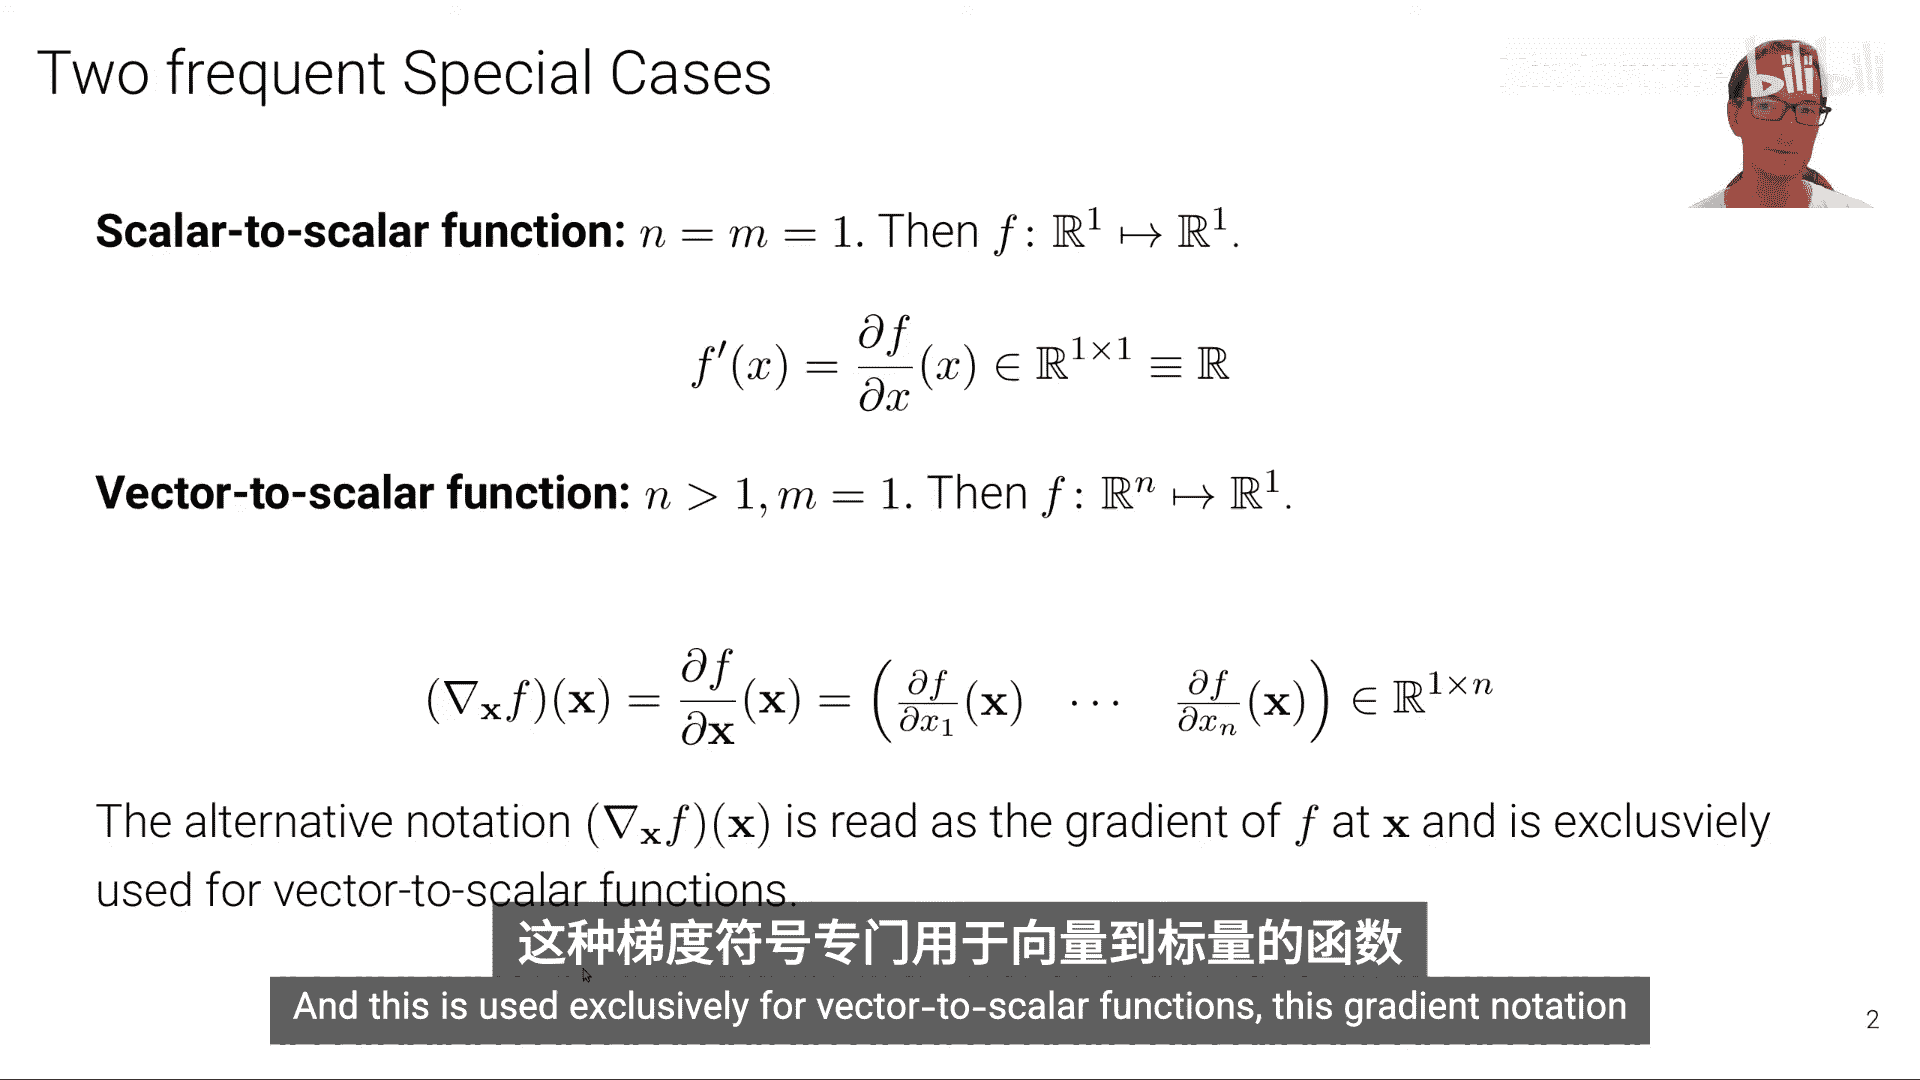 Two frequent Special Cases
bilibili
Scalar-to-scalar function: n = m = 1. Then f : ℝ¹ ↦ ℝ¹.
f′(x) = ∂f/∂x (x) ∈ ℝ^{1×1} ≡ ℝ
Vector-to-scalar function: n > 1, m = 1. Then f : ℝⁿ ↦ ℝ¹.
(∇_𝐱 f)(𝐱) = ∂f/∂𝐱 (𝐱) = ( ∂f/∂x₁ (𝐱) ⋯ ∂f/∂xₙ (𝐱) ) ∈ ℝ^{1×n}
The alternative notation (∇_𝐱 f)(𝐱) is read as the gradient of f at 𝐱 and is exclusviely
used for vector-to-scalar functions.
这种梯度符号专门用于向量到标量的函数
And this is used exclusively for vector-to-scalar functions, this gradient notation
2